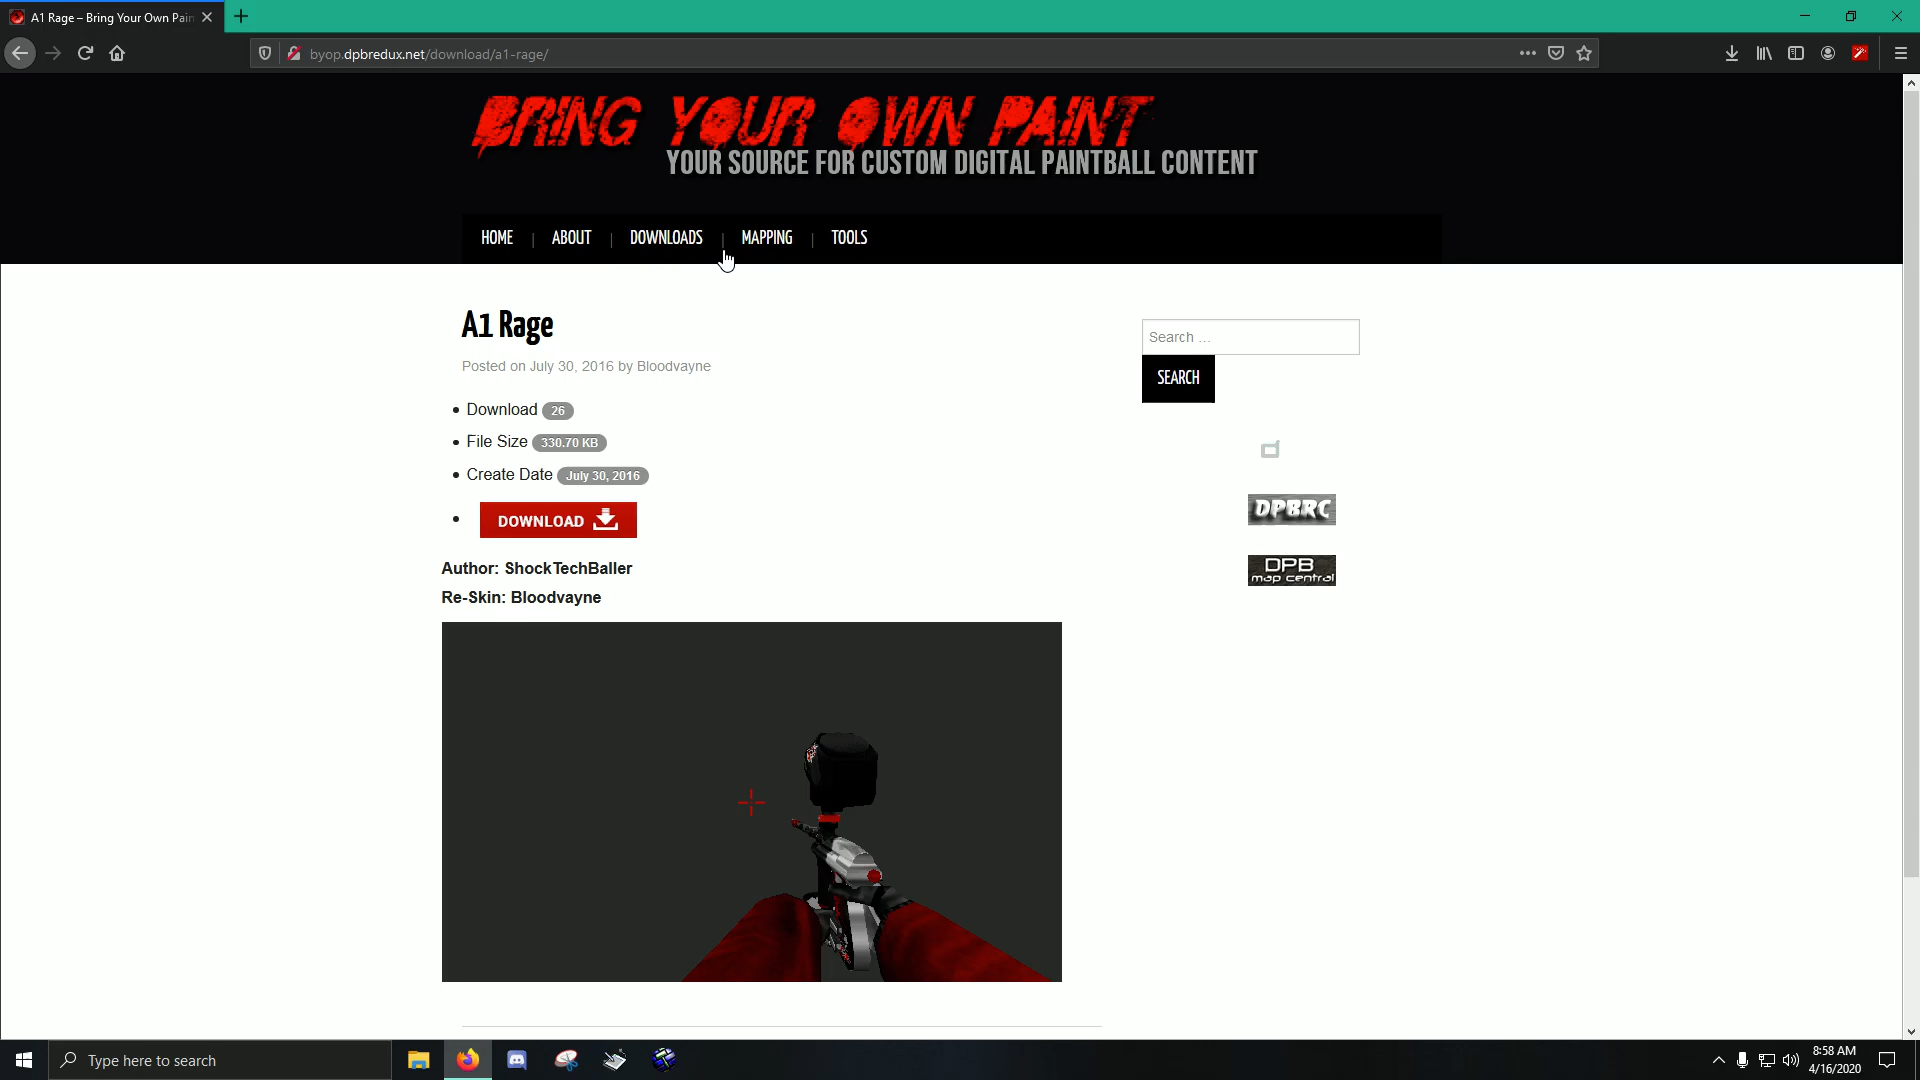 A1 Rage – Bring Your Own Pain
byop.dpbredux.net/download/a1-rage/
BRING YOUR OWN PAINT
YOUR SOURCE FOR CUSTOM DIGITAL PAINTBALL CONTENT
HOME | ABOUT | DOWNLOADS | MAPPING | TOOLS
A1 Rage
Posted on July 30, 2016 by Bloodvayne
Download 26
File Size 330.70 KB
Create Date July 30, 2016
DOWNLOAD
Author: ShockTechBaller
Re-Skin: Bloodvayne
Search ...
SEARCH
DPBRC
DPB
map central
Type here to search
8:58 AM
4/16/2020